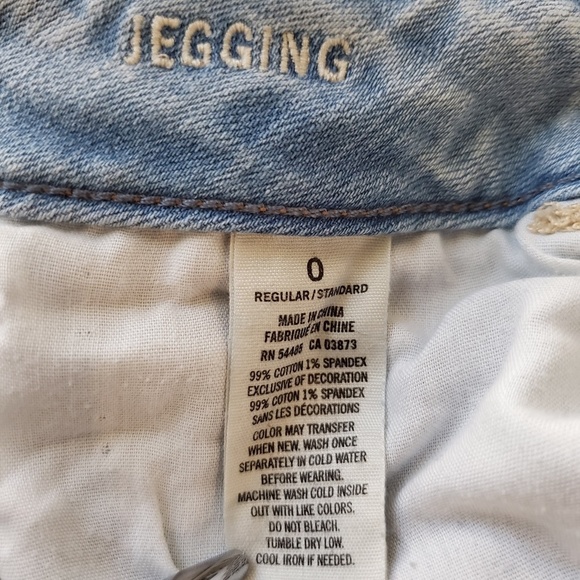 JEGGING
0
REGULAR/STANDARD
MADE IN CHINA
FABRIQUÉ EN CHINE
RN 54485 CA 03873
99% COTTON 1% SPANDEX
EXCLUSIVE OF DECORATION
99% COTON 1% SPANDEX
SANS LES DÉCORATIONS
COLOR MAY TRANSFER
WHEN NEW. WASH ONCE
SEPARATELY IN COLD WATER
BEFORE WEARING.
MACHINE WASH COLD INSIDE
OUT WITH LIKE COLORS.
DO NOT BLEACH.
TUMBLE DRY LOW.
COOL IRON IF NEEDED.